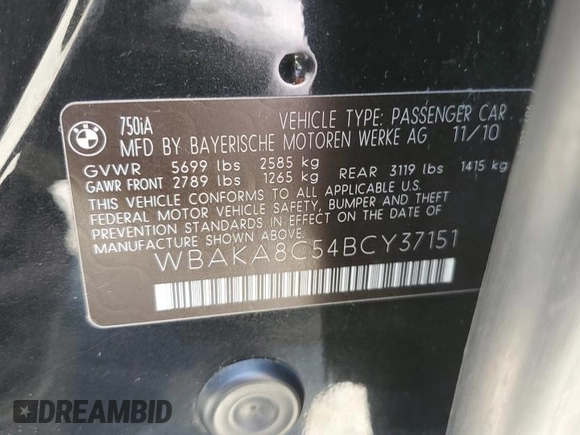 BMW
750iA
VEHICLE TYPE: PASSENGER CAR
MFD BY BAYERISCHE MOTOREN WERKE AG 11/10
GVWR 5699 lbs 2585 kg
GAWR FRONT 2789 lbs 1265 kg REAR 3119 lbs 1415 kg
THIS VEHICLE CONFORMS TO ALL APPLICABLE U.S.
FEDERAL MOTOR VEHICLE SAFETY, BUMPER AND THEFT
PREVENTION STANDARDS IN EFFECT ON THE DATE OF
MANUFACTURE SHOWN ABOVE.
WBAKA8C54BCY37151
DREAMBID